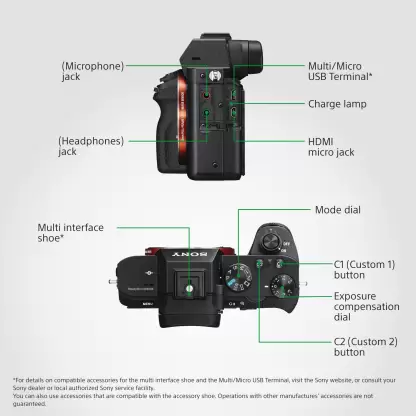 (Microphone)
jack
Multi/Micro
USB Terminal*
Charge lamp
(Headphones)
jack
HDMI
micro jack
Mode dial
Multi interface
shoe*
SONY
OFF
ON
C1 (Custom 1)
button
MENU
Exposure
compensation
dial
C2 (Custom 2)
button
*For details on compatible accessories for the multi interface shoe and the Multi/Micro USB Terminal, visit the Sony website, or consult your
Sony dealer or local authorized Sony service facility.
You can also use accessories that are compatible with the accessory shoe. Operations with other manufactures' accessories are not
guaranteed.